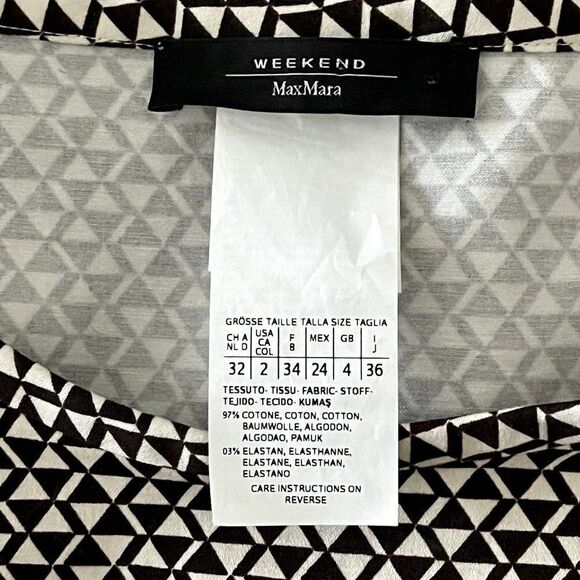 WEEKEND
MaxMara
GRÖSSE TAILLE TALLA SIZE TAGLIA
CH A NL D | USA CA COL | F B | MEX | GB | I J
32 | 2 | 34 | 24 | 4 | 36
TESSUTO- TISSU- FABRIC- STOFF-
TEJIDO- TECIDO- KUMAŞ
97% COTONE, COTON, COTTON,
BAUMWOLLE, ALGODON,
ALGODAO, PAMUK
03% ELASTAN, ELASTHANNE,
ELASTANE, ELASTHAN,
ELASTANO
CARE INSTRUCTIONS ON
REVERSE